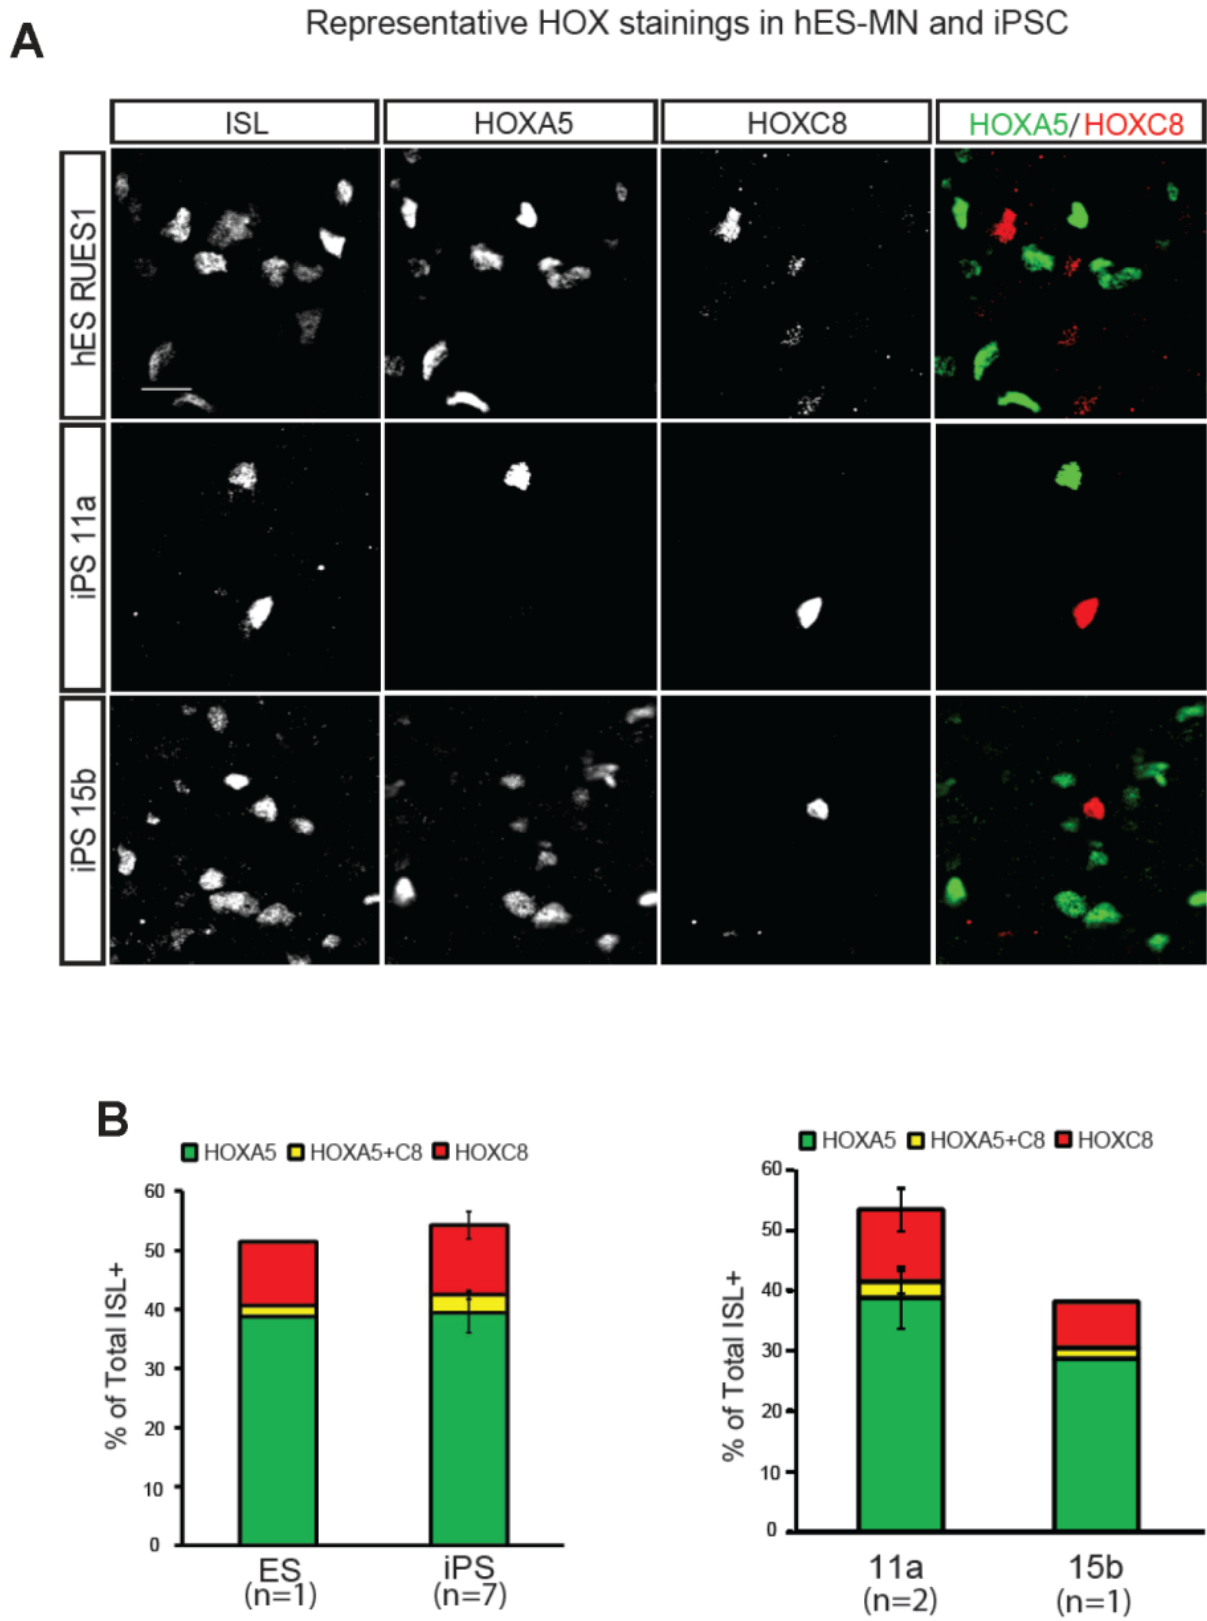 Representative HOX stainings in hES-MN and iPSC
A
ISL HOXA5 HOXC8 HOXA5/HOXC8
hES RUES1
iPS 11a
iPS 15b
B
HOXA5 HOXA5+C8 HOXC8
% of Total ISL+
60
50
40
30
20
10
0
ES iPS
(n=1) (n=7)
HOXA5 HOXA5+C8 HOXC8
% of Total ISL+
60
50
40
30
20
10
0
11a 15b
(n=2) (n=1)